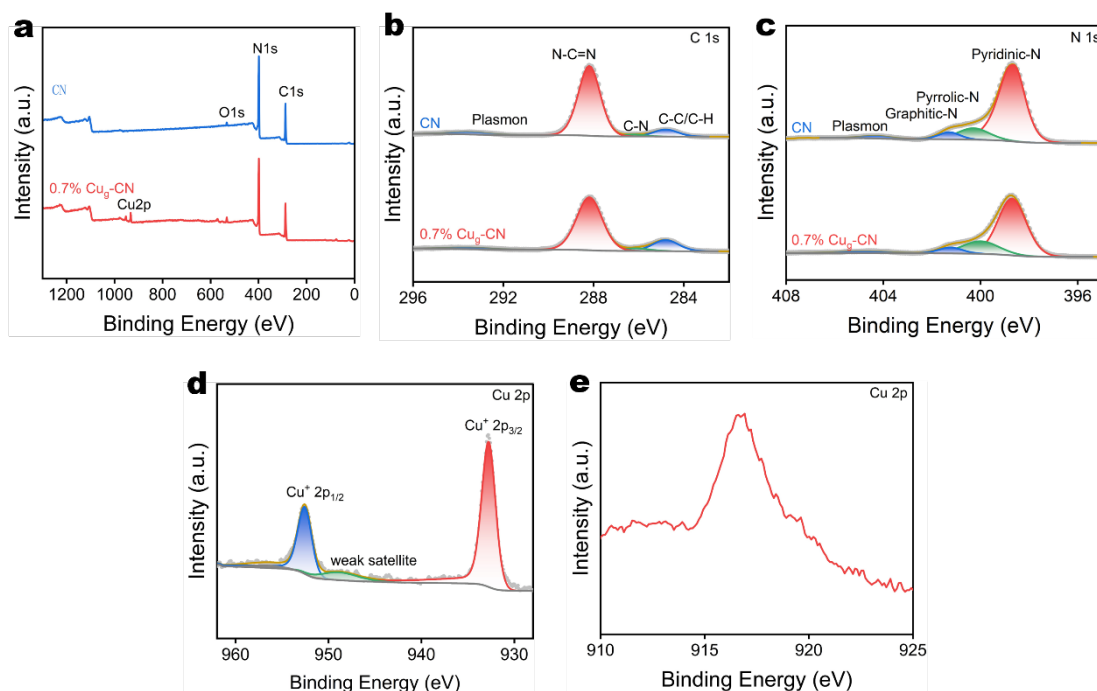 a
CN
N1s
C1s
O1s
0.7% Cu₉-CN
Cu2p
Intensity (a.u.)
1200 1000 800 600 400 200 0
Binding Energy (eV)
b
C 1s
N-C=N
CN
Plasmon
C-N
C-C/C-H
0.7% Cu₉-CN
Intensity (a.u.)
296 292 288 284
Binding Energy (eV)
c
N 1s
Pyridinic-N
Pyrrolic-N
Graphitic-N
CN
Plasmon
0.7% Cu₉-CN
Intensity (a.u.)
408 404 400 396
Binding Energy (eV)
d
Cu 2p
Cu⁺ 2p₃/₂
Cu⁺ 2p₁/₂
weak satellite
Intensity (a.u.)
960 950 940 930
Binding Energy (eV)
e
Cu 2p
Intensity (a.u.)
910 915 920 925
Binding Energy (eV)